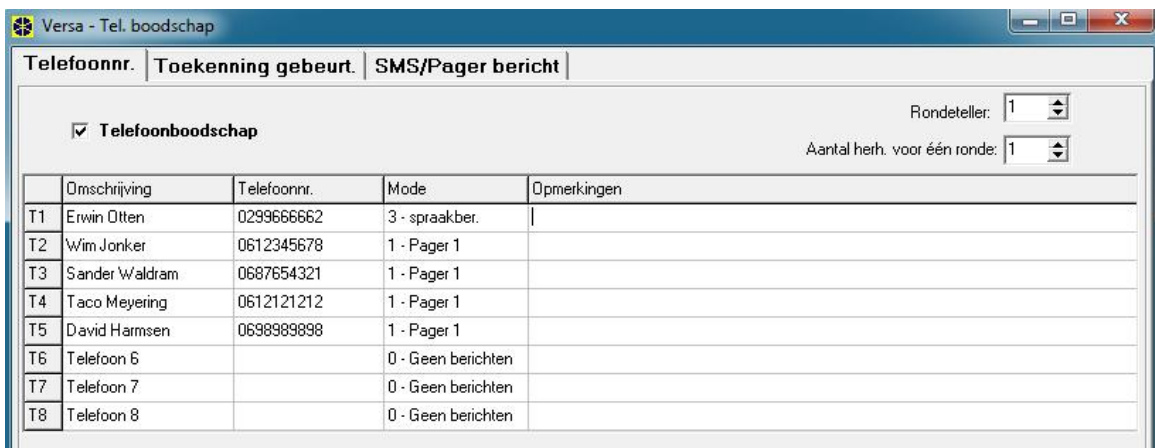 Versa - Tel. boodschap
Telefoonnr. Toekenning gebeurt. SMS/Pager bericht
Rondeteller: 1
Telefoonboodschap
Aantal herh. voor één ronde: 1
Omschrijving Telefoonnr. Mode Opmerkingen
T1 Erwin Otten 0299666662 3 - spraakber.
T2 Wim Jonker 0612345678 1 - Pager 1
T3 Sander Waldram 0687654321 1 - Pager 1
T4 Taco Meyering 0612121212 1 - Pager 1
T5 David Harmsen 0698989898 1 - Pager 1
T6 Telefoon 6 0 - Geen berichten
T7 Telefoon 7 0 - Geen berichten
T8 Telefoon 8 0 - Geen berichten